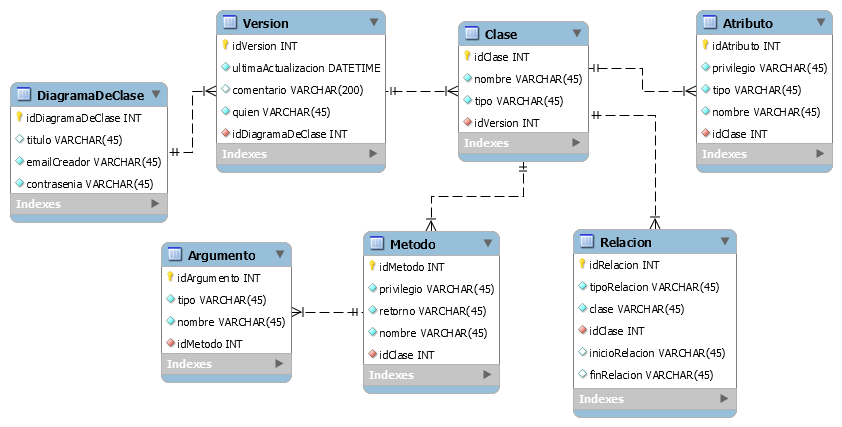 Version
idVersion INT
ultimaActualizacion DATETIME
comentario VARCHAR(200)
quien VARCHAR(45)
idDiagramaDeClase INT
Indexes
Clase
idClase INT
nombre VARCHAR(45)
tipo VARCHAR(45)
idVersion INT
Indexes
Atributo
idAtributo INT
privilegio VARCHAR(45)
tipo VARCHAR(45)
nombre VARCHAR(45)
idClase INT
Indexes
DiagramaDeClase
idDiagramaDeClase INT
titulo VARCHAR(45)
emailCreador VARCHAR(45)
contrasenia VARCHAR(45)
Indexes
Argumento
idArgumento INT
tipo VARCHAR(45)
nombre VARCHAR(45)
idMetodo INT
Indexes
Metodo
idMetodo INT
privilegio VARCHAR(45)
retorno VARCHAR(45)
nombre VARCHAR(45)
idClase INT
Indexes
Relacion
idRelacion INT
tipoRelacion VARCHAR(45)
clase VARCHAR(45)
idClase INT
inicioRelacion VARCHAR(45)
finRelacion VARCHAR(45)
Indexes